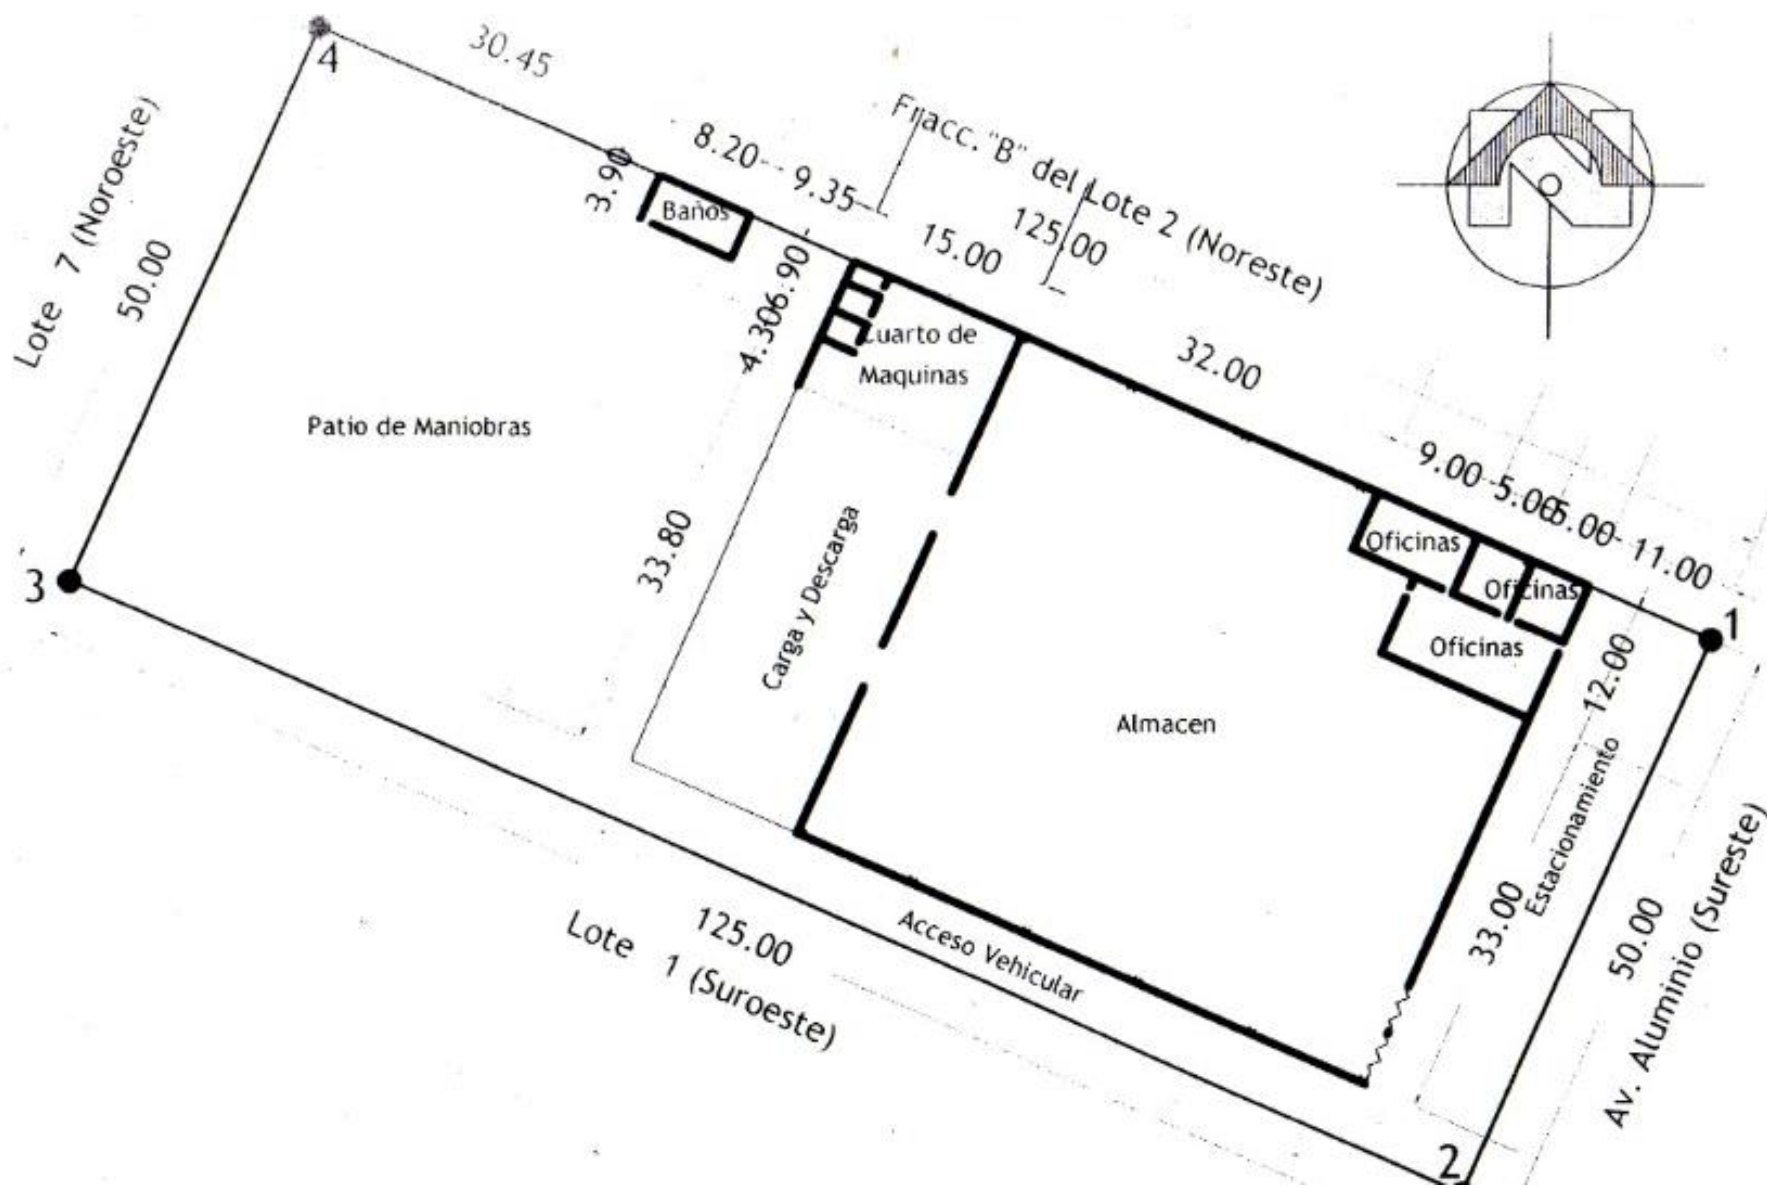 4
30.45
Fracc. "B" del Lote 2 (Noreste)
8.20
9.35
15.00
125.00
32.00
9.00
5.00
5.00
11.00
1
Lote 7 (Noroeste)
50.00
3.90
Baños
6.90
4.30
Cuarto de
Maquinas
Patio de Maniobras
33.80
Carga y Descarga
Oficinas
Oficinas
Oficinas
Almacen
12.00
Estacionamiento
33.00
50.00
Av. Aluminio (Sureste)
3
125.00
Lote 1 (Suroeste)
Acceso Vehicular
2
N